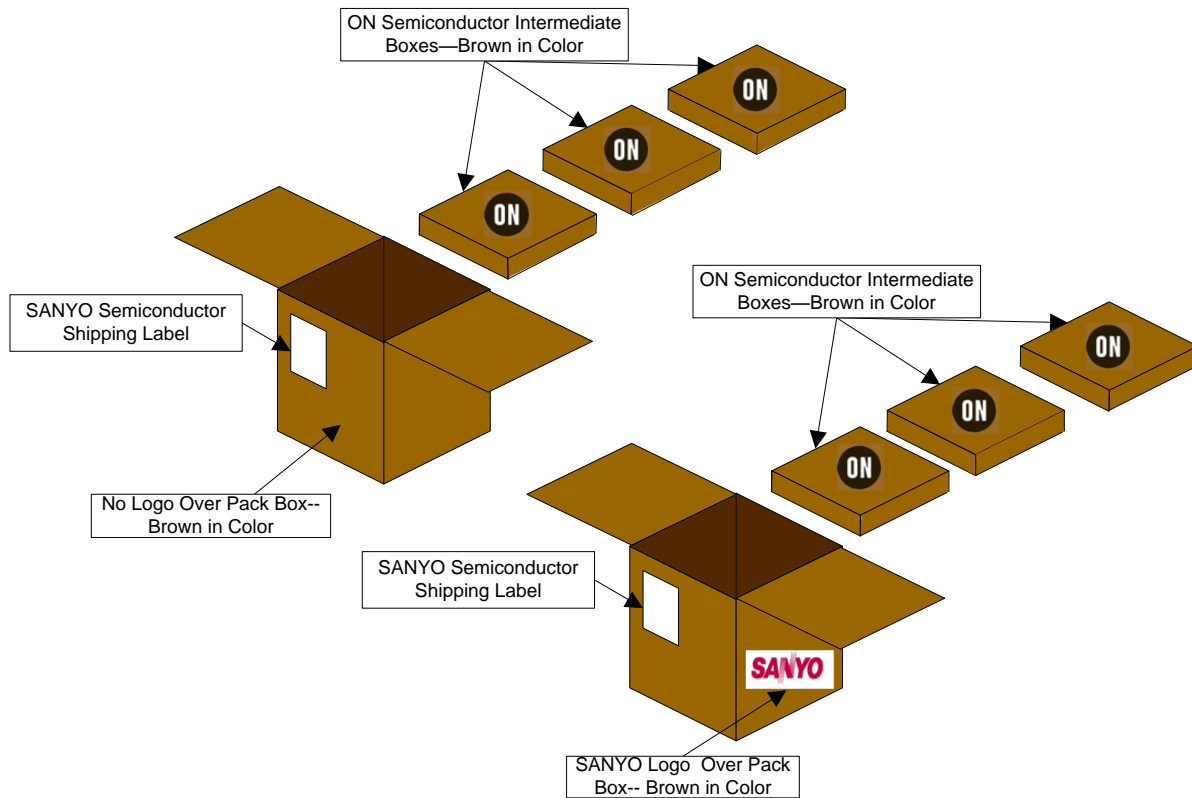 ON Semiconductor Intermediate
Boxes—Brown in Color
ON
ON
ON
SANYO Semiconductor
Shipping Label
No Logo Over Pack Box--
Brown in Color
ON Semiconductor Intermediate
Boxes—Brown in Color
ON
ON
ON
SANYO Semiconductor
Shipping Label
SANYO
SANYO Logo  Over Pack
Box-- Brown in Color